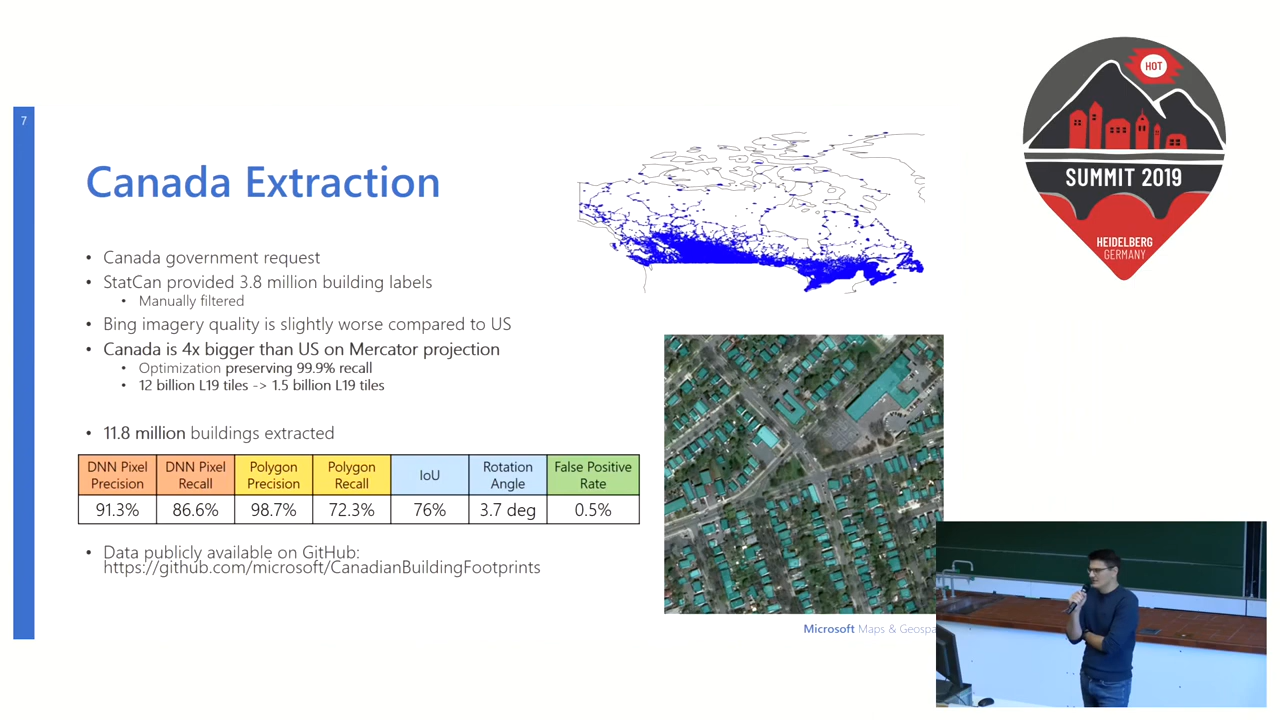 7
Canada Extraction
• Canada government request
• StatCan provided 3.8 million building labels
• Manually filtered
• Bing imagery quality is slightly worse compared to US
• Canada is 4x bigger than US on Mercator projection
• Optimization preserving 99.9% recall
• 12 billion L19 tiles -> 1.5 billion L19 tiles
• 11.8 million buildings extracted
DNN Pixel Precision DNN Pixel Recall Polygon Precision Polygon Recall IoU Rotation Angle False Positive Rate
91.3% 86.6% 98.7% 72.3% 76% 3.7 deg 0.5%
• Data publicly available on GitHub:
https://github.com/microsoft/CanadianBuildingFootprints
Microsoft Maps & Geospa
HOT
SUMMIT 2019
HEIDELBERG
GERMANY